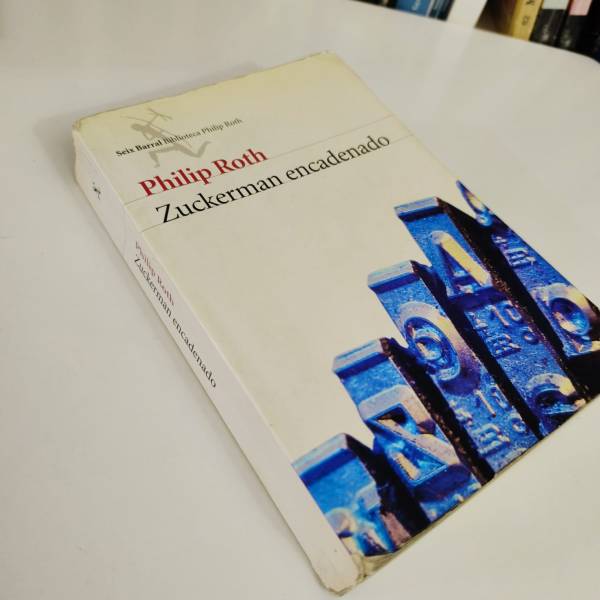 Seix Barral Biblioteca Philip Roth
Philip Roth
Zuckerman encadenado
Philip Roth
Zuckerman encadenado